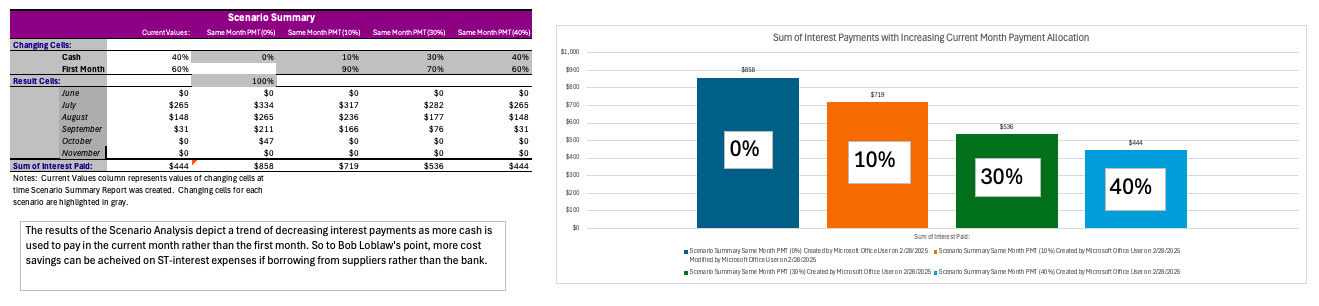 Scenario Summary
Current Values: Same Month PMT (0%) Same Month PMT (10%) Same Month PMT (30%) Same Month PMT (40%)
Changing Cells:
Cash 40% 0% 10% 30% 40%
First Month 60% 90% 70% 60%
Result Cells: 100%
June $0 $0 $0 $0 $0
July $265 $334 $317 $282 $265
August $148 $265 $236 $177 $148
September $31 $211 $166 $76 $31
October $0 $47 $0 $0 $0
November $0 $0 $0 $0 $0
Sum of Interest Paid: $444 $858 $719 $536 $444
Notes: Current Values column represents values of changing cells at
time Scenario Summary Report was created. Changing cells for each
scenario are highlighted in gray.
The results of the Scenario Analysis depict a trend of decreasing interest payments as more cash is
used to pay in the current month rather than the first month. So to Bob Loblaw's point, more cost
savings can be acheived on ST-interest expenses if borrowing from suppliers rather than the bank.
Sum of Interest Payments with Increasing Current Month Payment Allocation
$1,000
$900
$800
$700
$600
$500
$400
$300
$200
$100
$0
$858
$719
$536
$444
0%
10%
30%
40%
Sum of Interest Paid:
Scenario Summary Same Month PMT (0%) Created by Microsoft Office User on 2/28/2025
Modified by Microsoft Office User on 2/28/2025
Scenario Summary Same Month PMT (10%) Created by Microsoft Office User on 2/28/2025
Scenario Summary Same Month PMT (30%) Created by Microsoft Office User on 2/28/2025
Scenario Summary Same Month PMT (40%) Created by Microsoft Office User on 2/28/2025